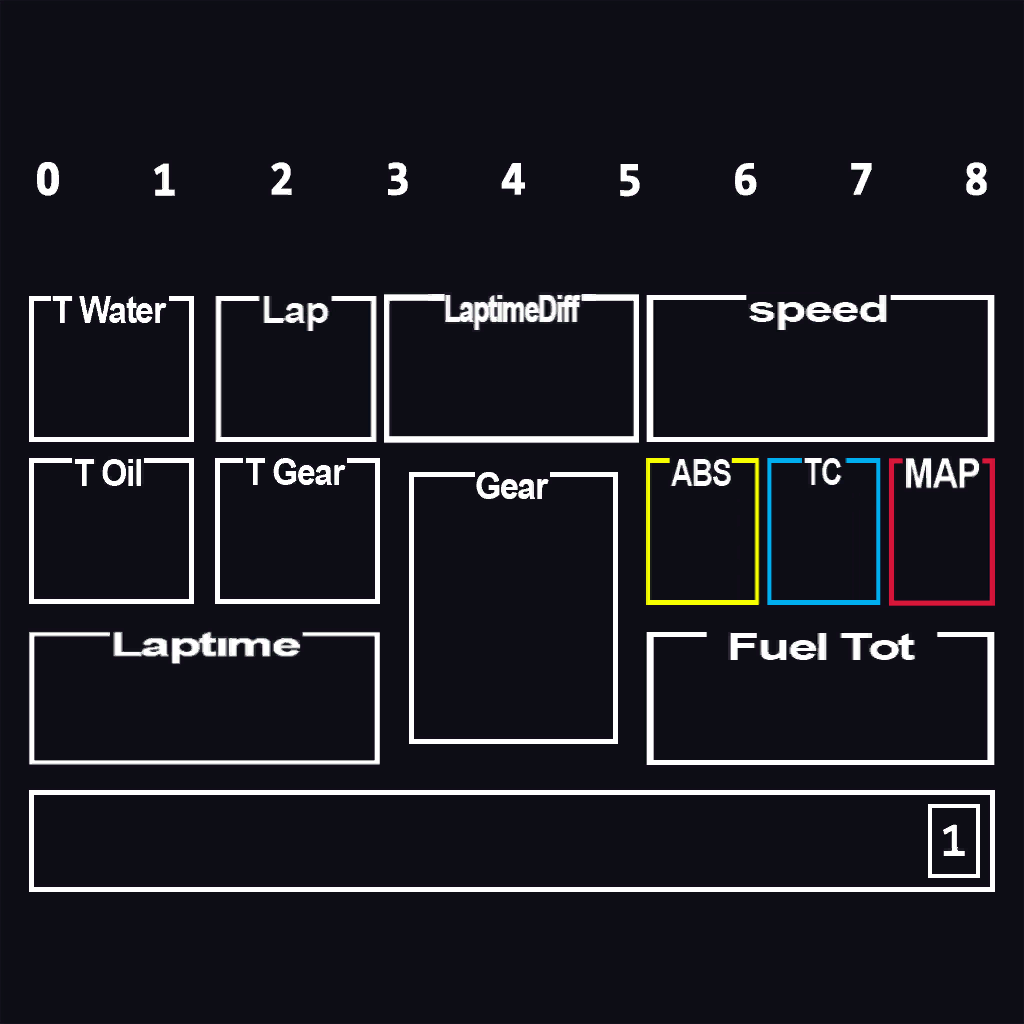 0 1 2 3 4 5 6 7 8
T Water Lap LaptimeDiff speed
T Oil T Gear Gear ABS TC MAP
Laptıme Fuel Tot
1